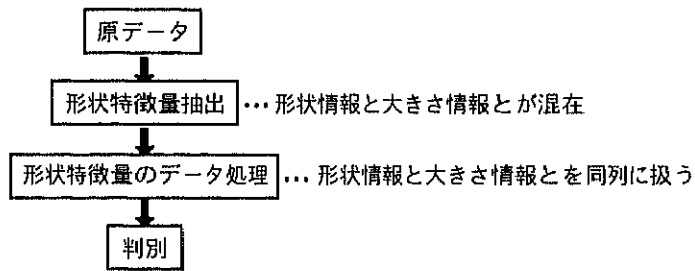 原データ
形状特徴量抽出 … 形状情報と大きさ情報とが混在
形状特徴量のデータ処理 … 形状情報と大きさ情報とを同列に扱う
判別